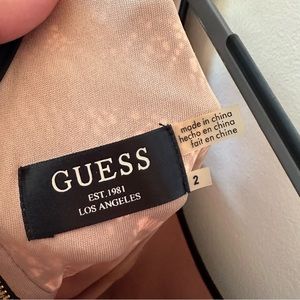 GUESS
EST.1981
LOS ANGELES
2
made in china
hecho en china
fait en chine